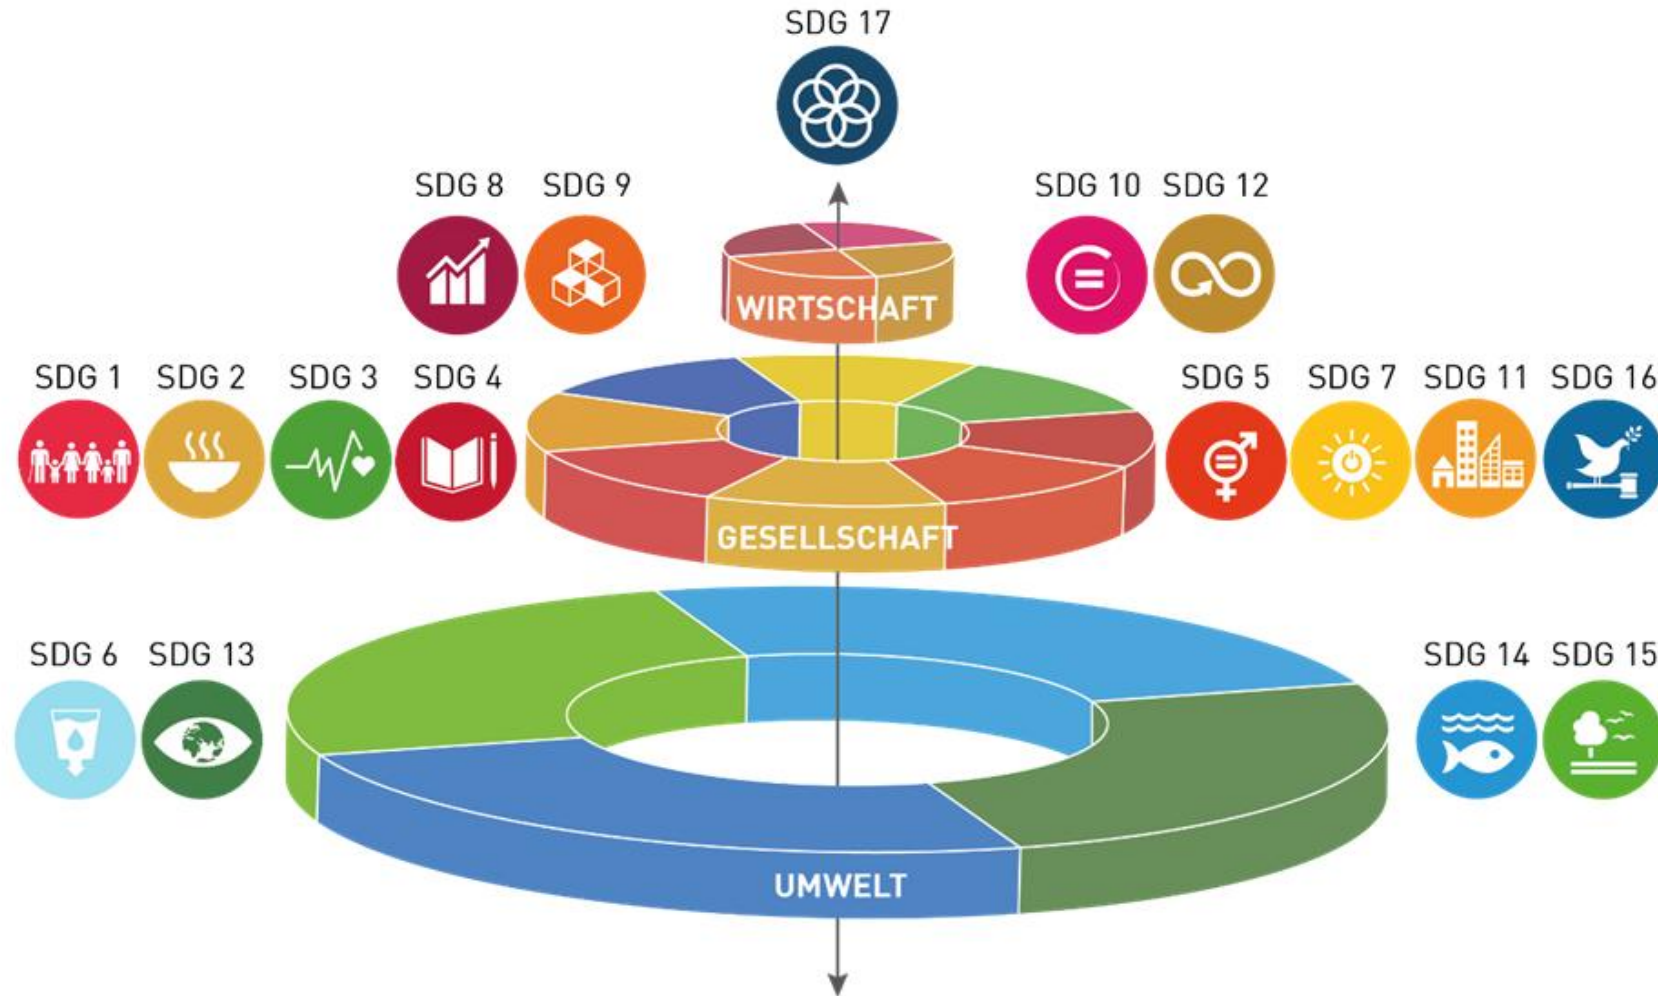 SDG 17
SDG 8 SDG 9
SDG 10 SDG 12
WIRTSCHAFT
SDG 1 SDG 2 SDG 3 SDG 4
SDG 5 SDG 7 SDG 11 SDG 16
GESELLSCHAFT
SDG 6 SDG 13
SDG 14 SDG 15
UMWELT